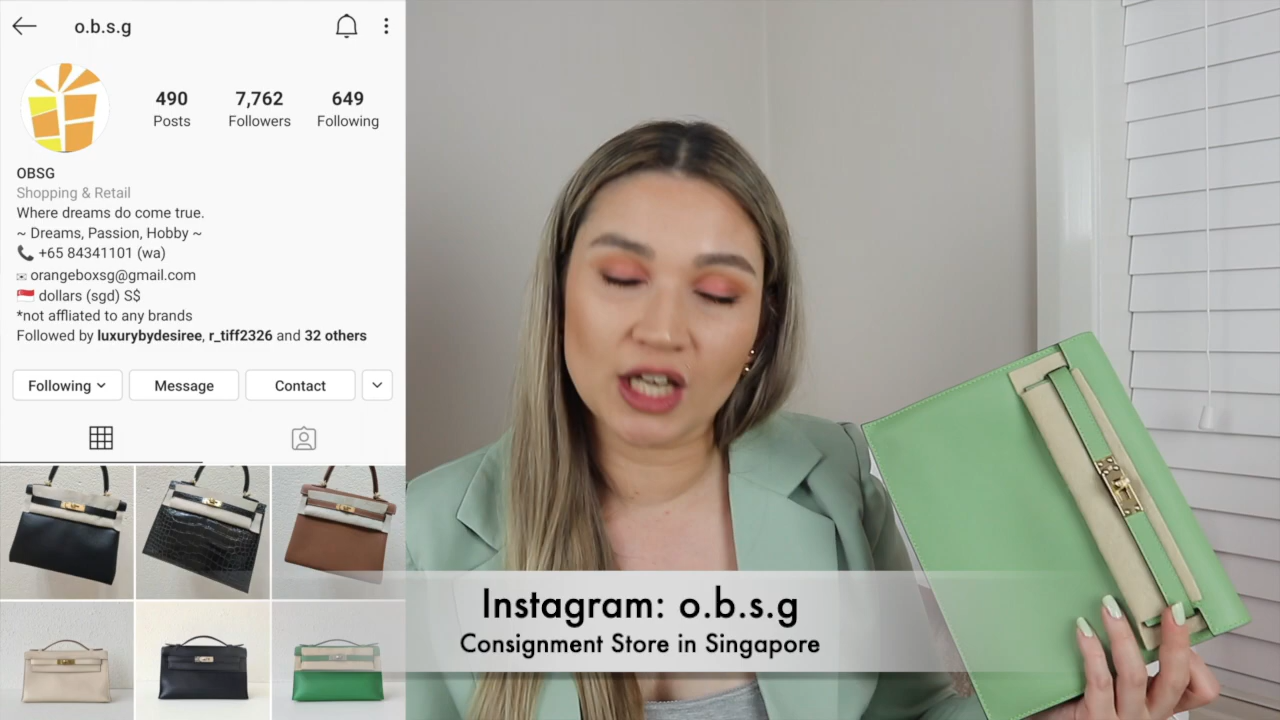 o.b.s.g
490 7,762 649
Posts Followers Following
OBSG
Shopping & Retail
Where dreams do come true.
~ Dreams, Passion, Hobby ~
📞 +65 84341101 (wa)
✉️ orangeboxsg@gmail.com
🇸🇬 dollars (sgd) S$
*not affliated to any brands
Followed by luxurybydesiree, r_tiff2326 and 32 others
Following Message Contact
Instagram: o.b.s.g
Consignment Store in Singapore